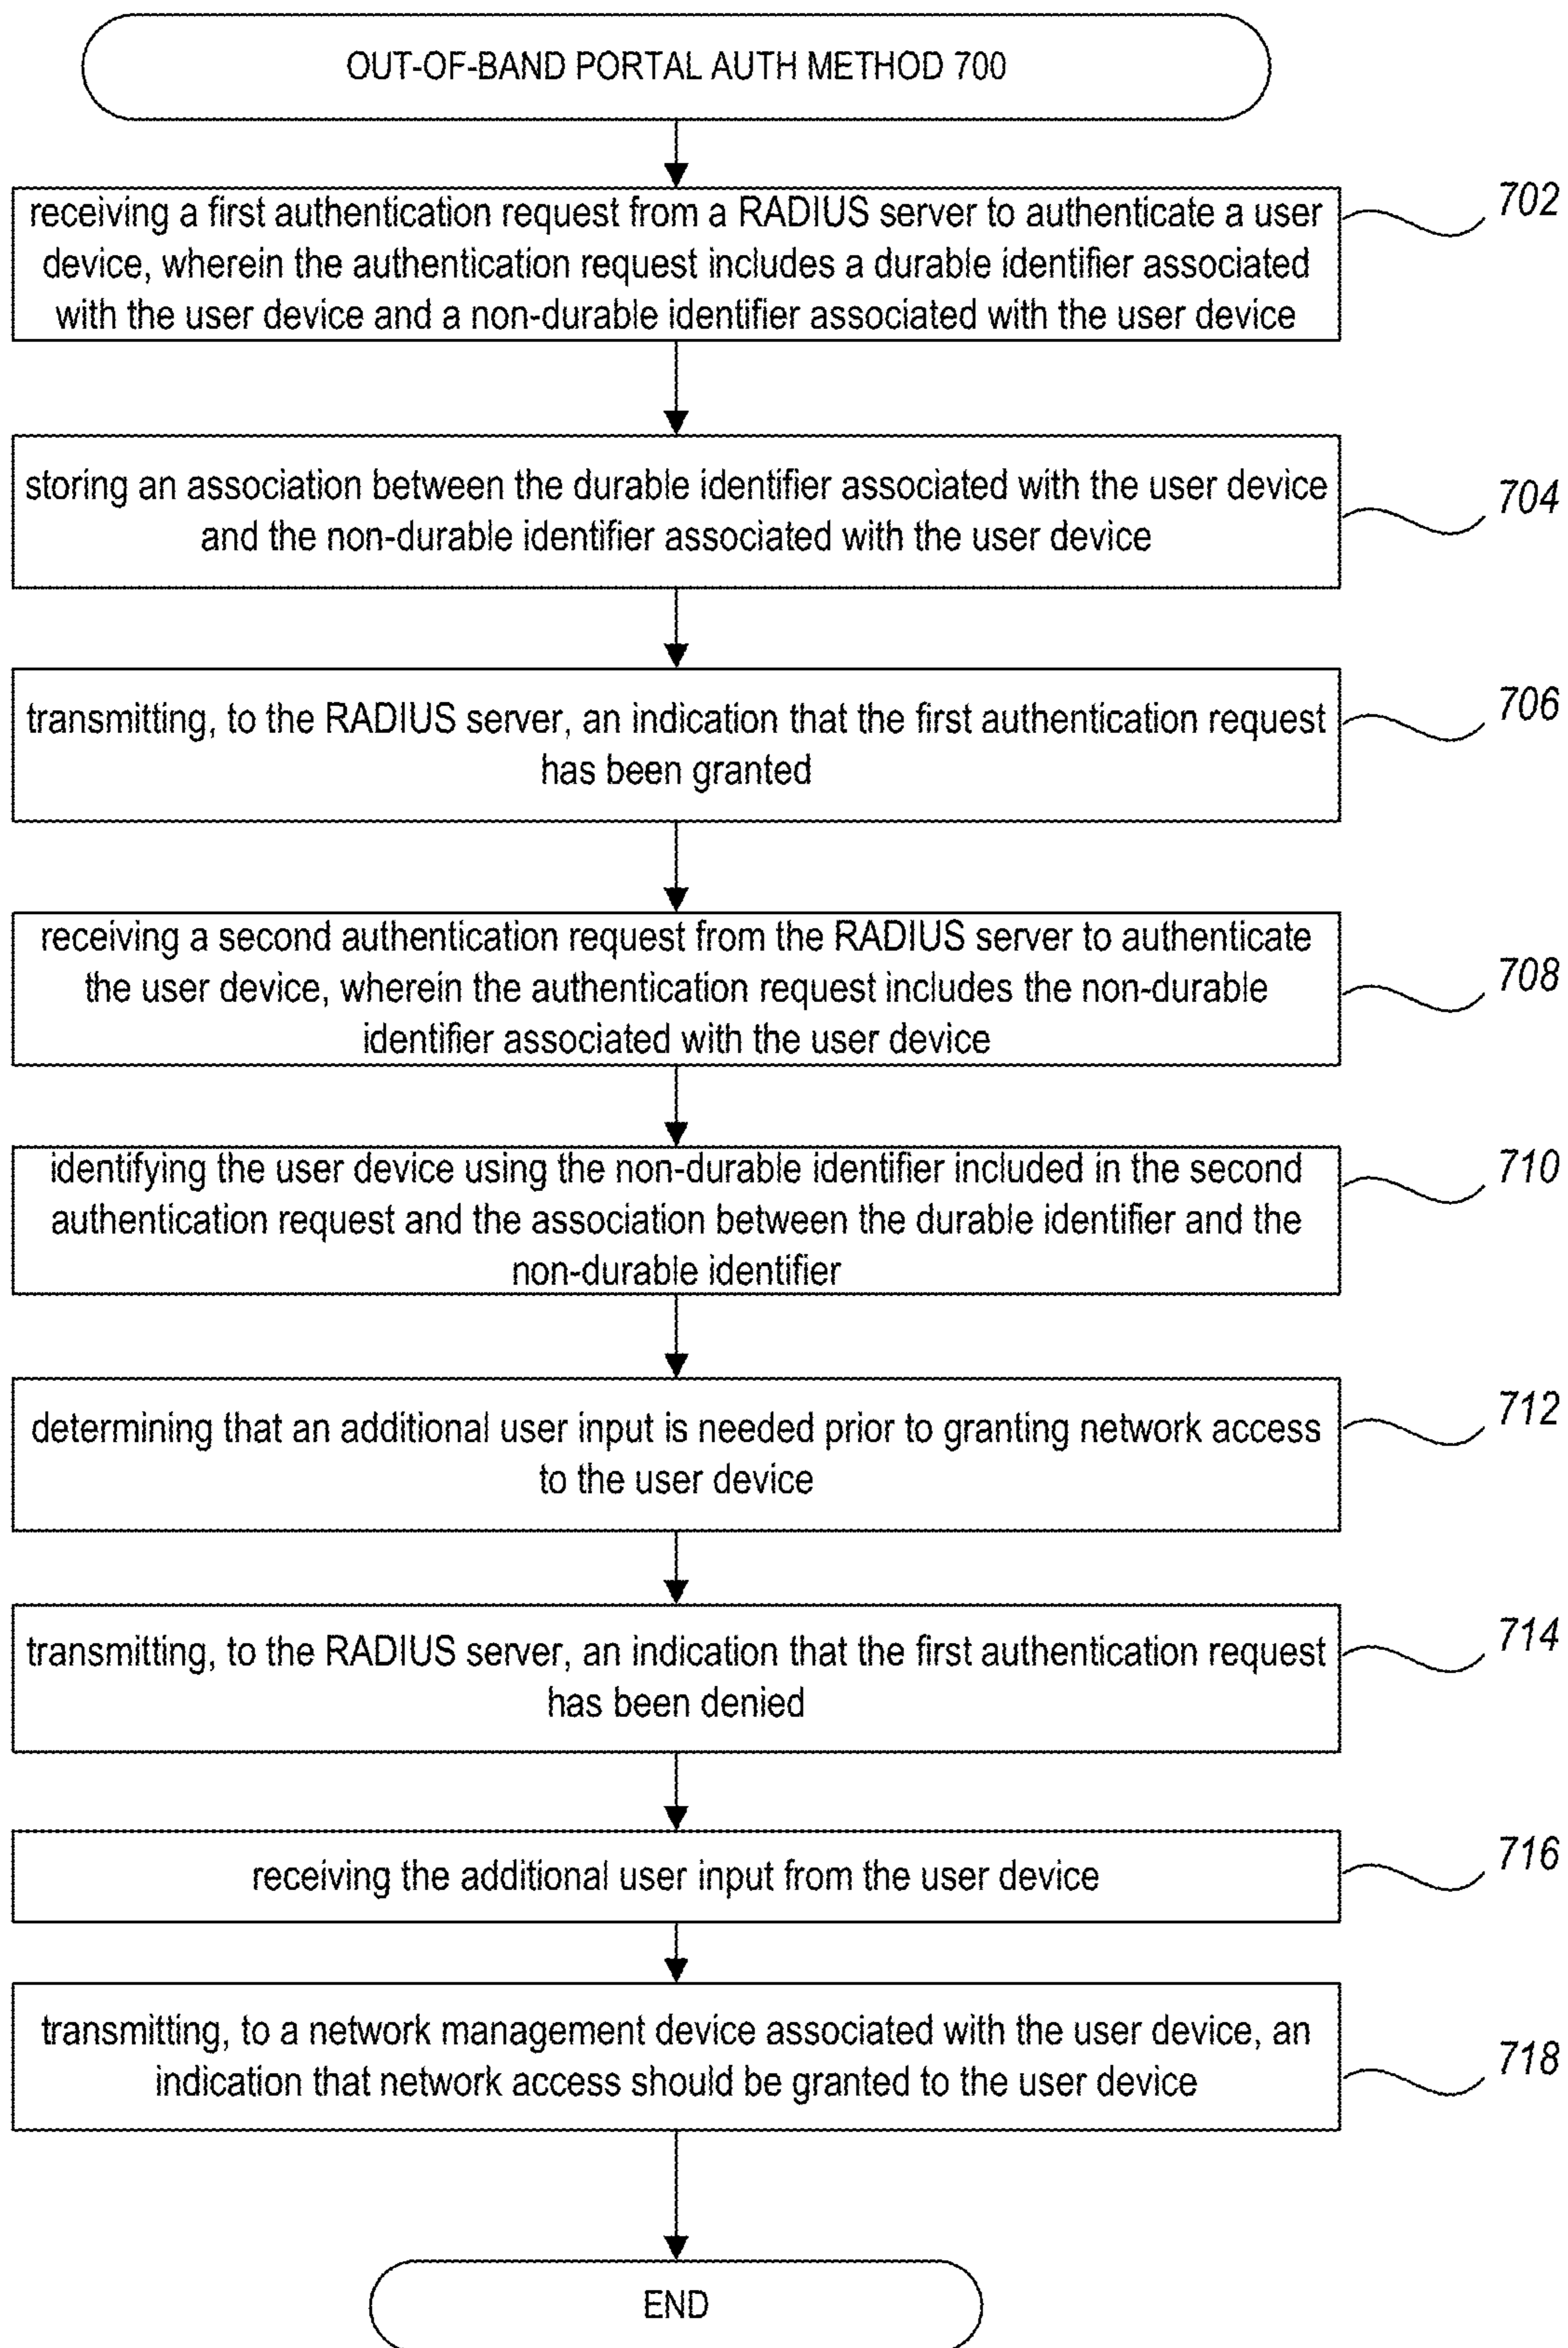 OUT-OF-BAND PORTAL AUTH METHOD 700
receiving a first authentication request from a RADIUS server to authenticate a user
device, wherein the authentication request includes a durable identifier associated
with the user device and a non-durable identifier associated with the user device
702
storing an association between the durable identifier associated with the user device
and the non-durable identifier associated with the user device
704
transmitting, to the RADIUS server, an indication that the first authentication request
has been granted
706
receiving a second authentication request from the RADIUS server to authenticate
the user device, wherein the authentication request includes the non-durable
identifier associated with the user device
708
identifying the user device using the non-durable identifier included in the second
authentication request and the association between the durable identifier and the
non-durable identifier
710
determining that an additional user input is needed prior to granting network access
to the user device
712
transmitting, to the RADIUS server, an indication that the first authentication request
has been denied
714
receiving the additional user input from the user device
716
transmitting, to a network management device associated with the user device, an
indication that network access should be granted to the user device
718
END